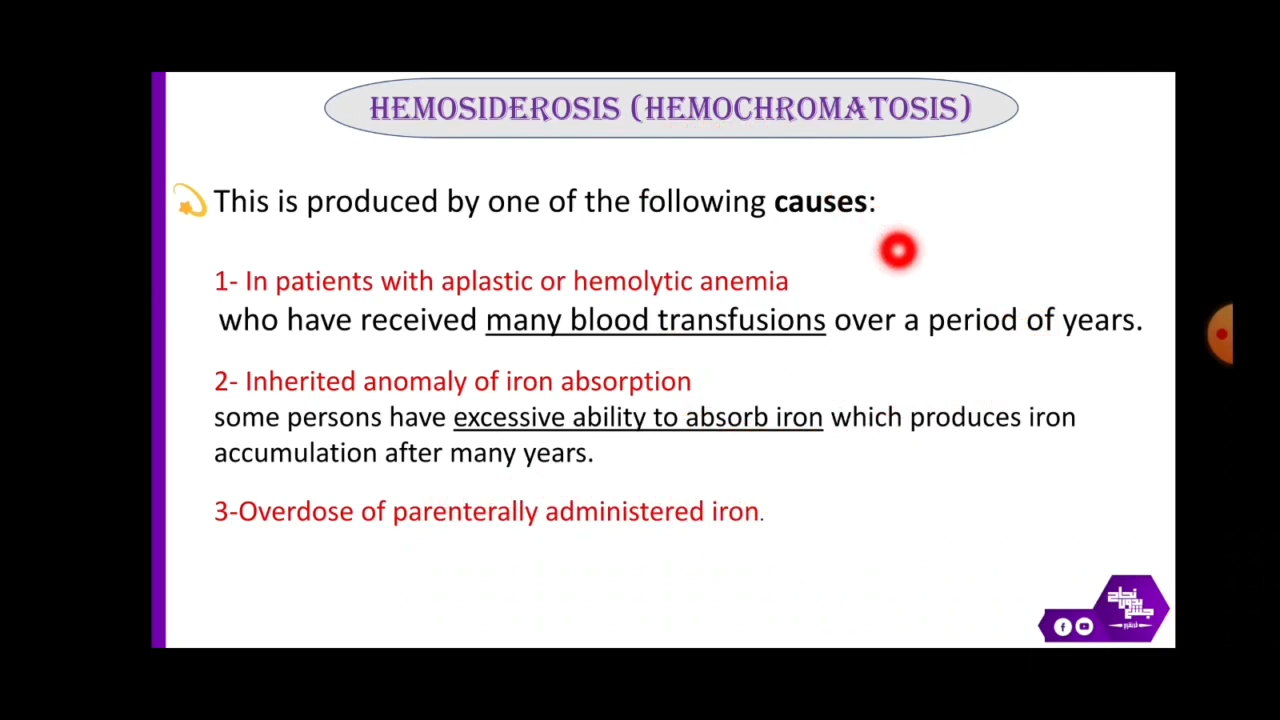 HEMOSIDEROSIS (HEMOCHROMATOSIS)
This is produced by one of the following causes:
1- In patients with aplastic or hemolytic anemia
who have received many blood transfusions over a period of years.
2- Inherited anomaly of iron absorption
some persons have excessive ability to absorb iron which produces iron
accumulation after many years.
3-Overdose of parenterally administered iron.